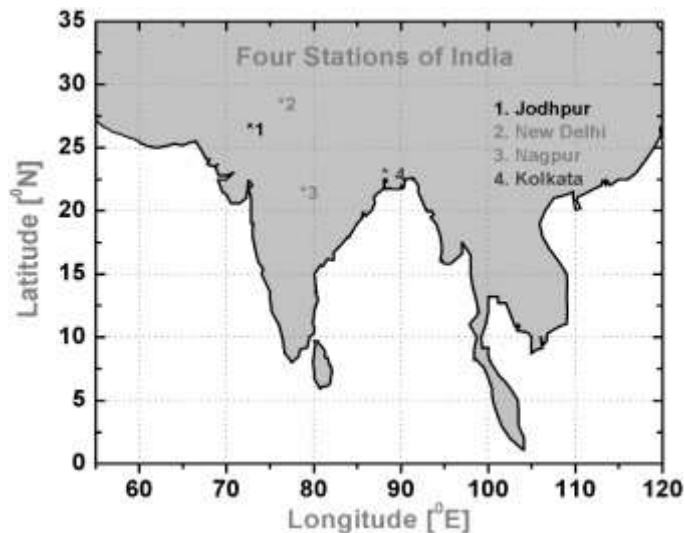 Four Stations of India
1. Jodhpur
2. New Delhi
3. Nagpur
4. Kolkata
*2
*1
*3
* 4
35
30
25
20
15
10
5
0
Latitude [⁰N]
60 70 80 90 100 110 120
Longitude [⁰E]